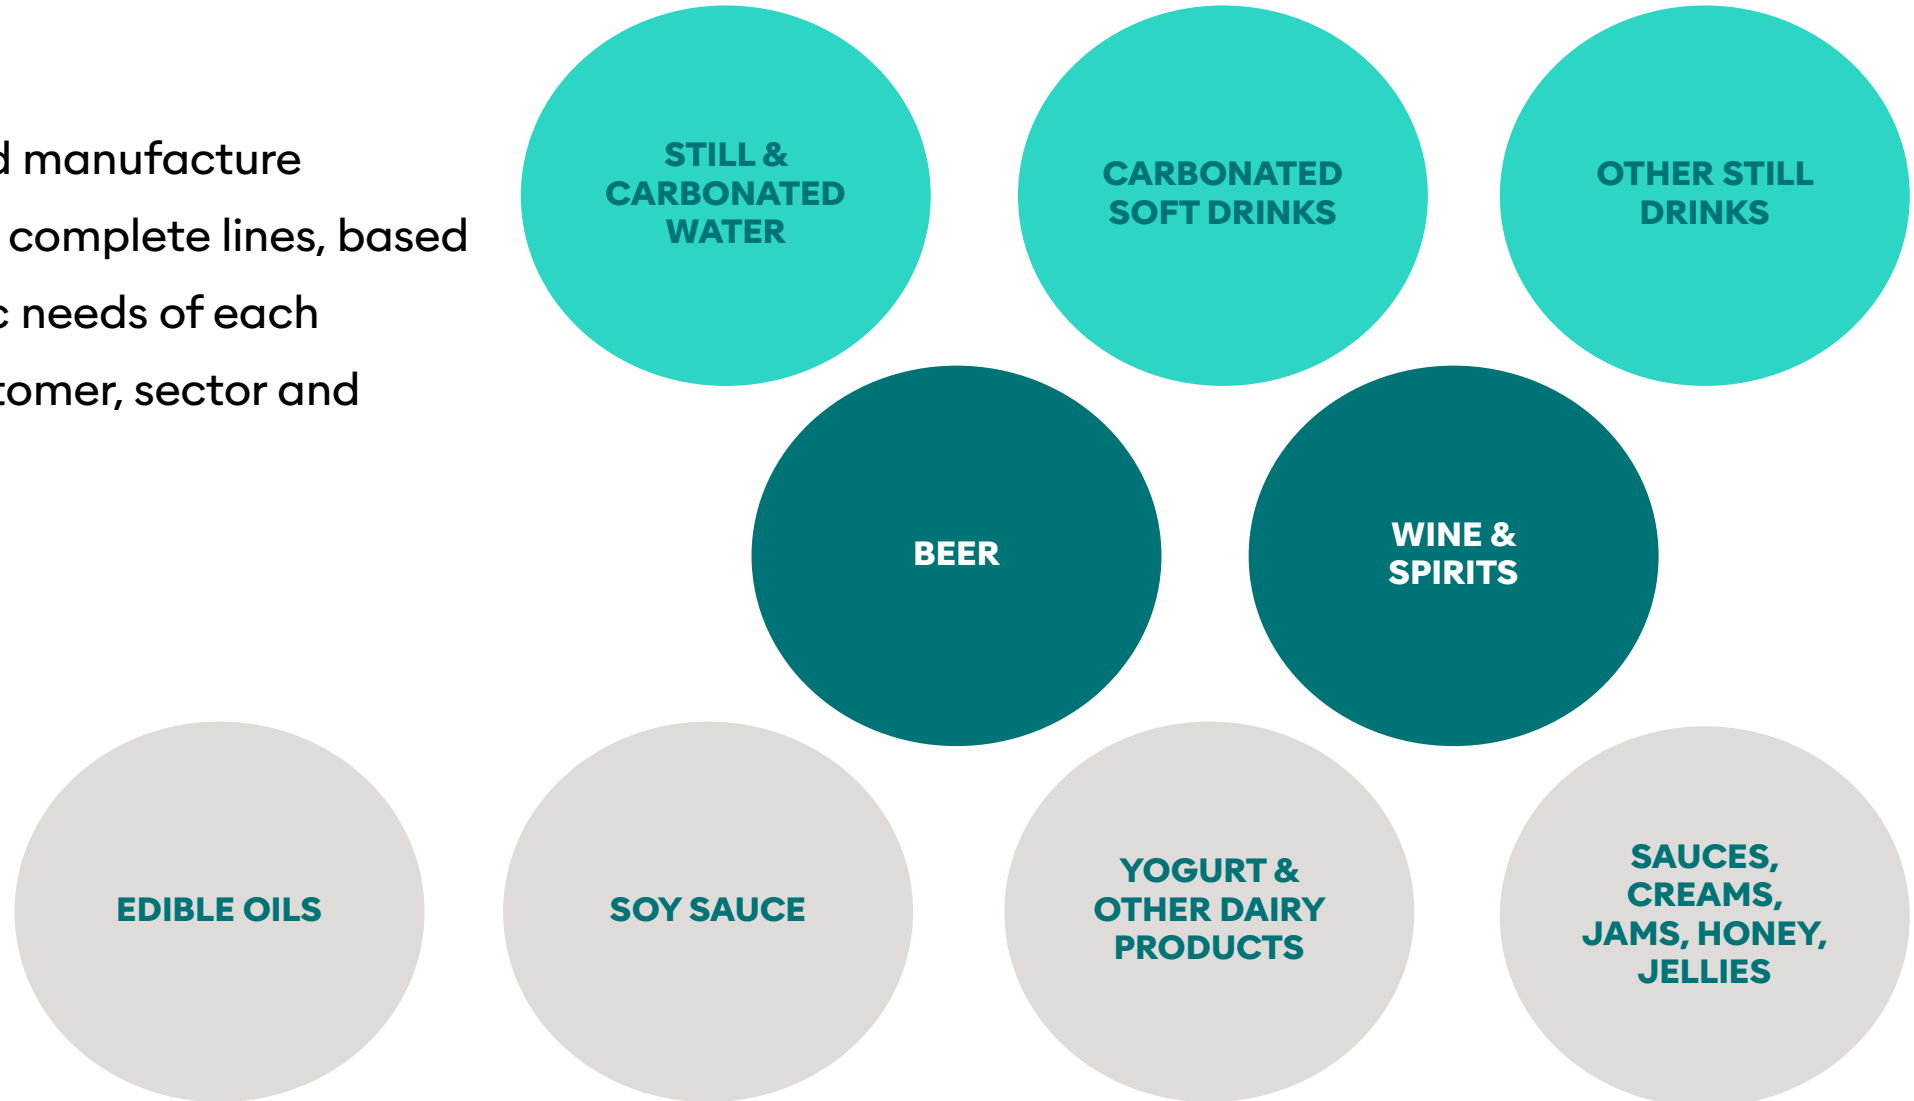 manufacture
complete lines, based
needs of each
sector and
STILL &
CARBONATED
WATER
CARBONATED
SOFT DRINKS
OTHER STILL
DRINKS
BEER
WINE &
SPIRITS
EDIBLE OILS
SOY SAUCE
YOGURT &
OTHER DAIRY
PRODUCTS
SAUCES,
CREAMS,
JAMS, HONEY,
JELLIES